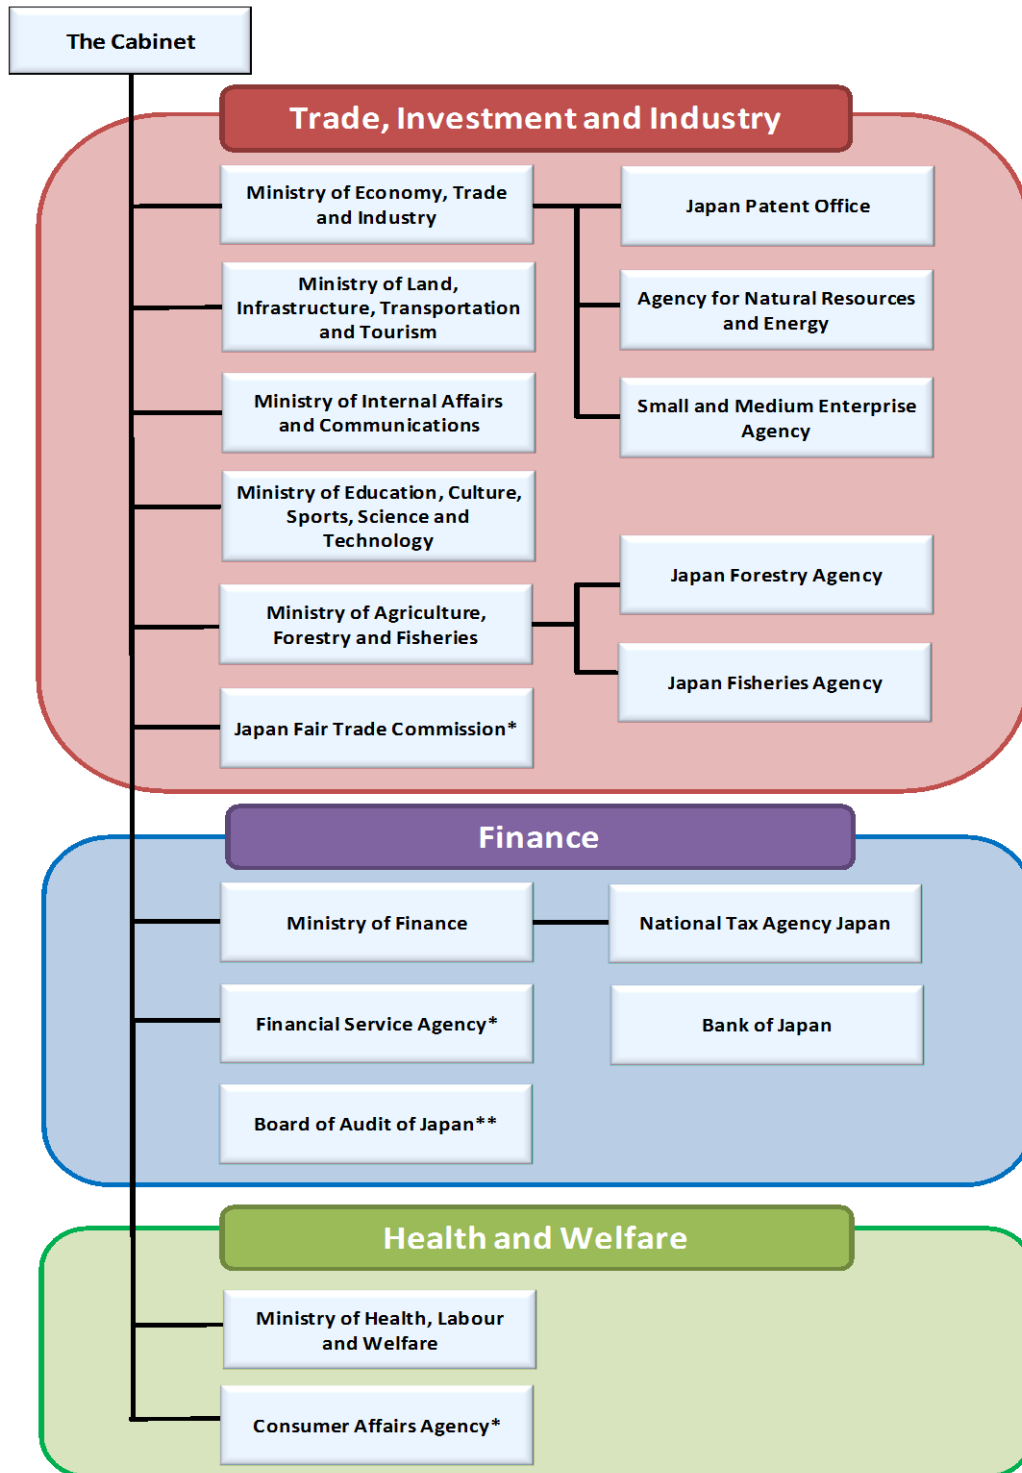 The Cabinet
Trade, Investment and Industry
Ministry of Economy, Trade
and Industry
Japan Patent Office
Ministry of Land,
Infrastructure, Transportation
and Tourism
Agency for Natural Resources
and Energy
Ministry of Internal Affairs
and Communications
Small and Medium Enterprise
Agency
Ministry of Education, Culture,
Sports, Science and
Technology
Japan Forestry Agency
Ministry of Agriculture,
Forestry and Fisheries
Japan Fisheries Agency
Japan Fair Trade Commission*
Finance
Ministry of Finance
National Tax Agency Japan
Financial Service Agency*
Bank of Japan
Board of Audit of Japan**
Health and Welfare
Ministry of Health, Labour
and Welfare
Consumer Affairs Agency*